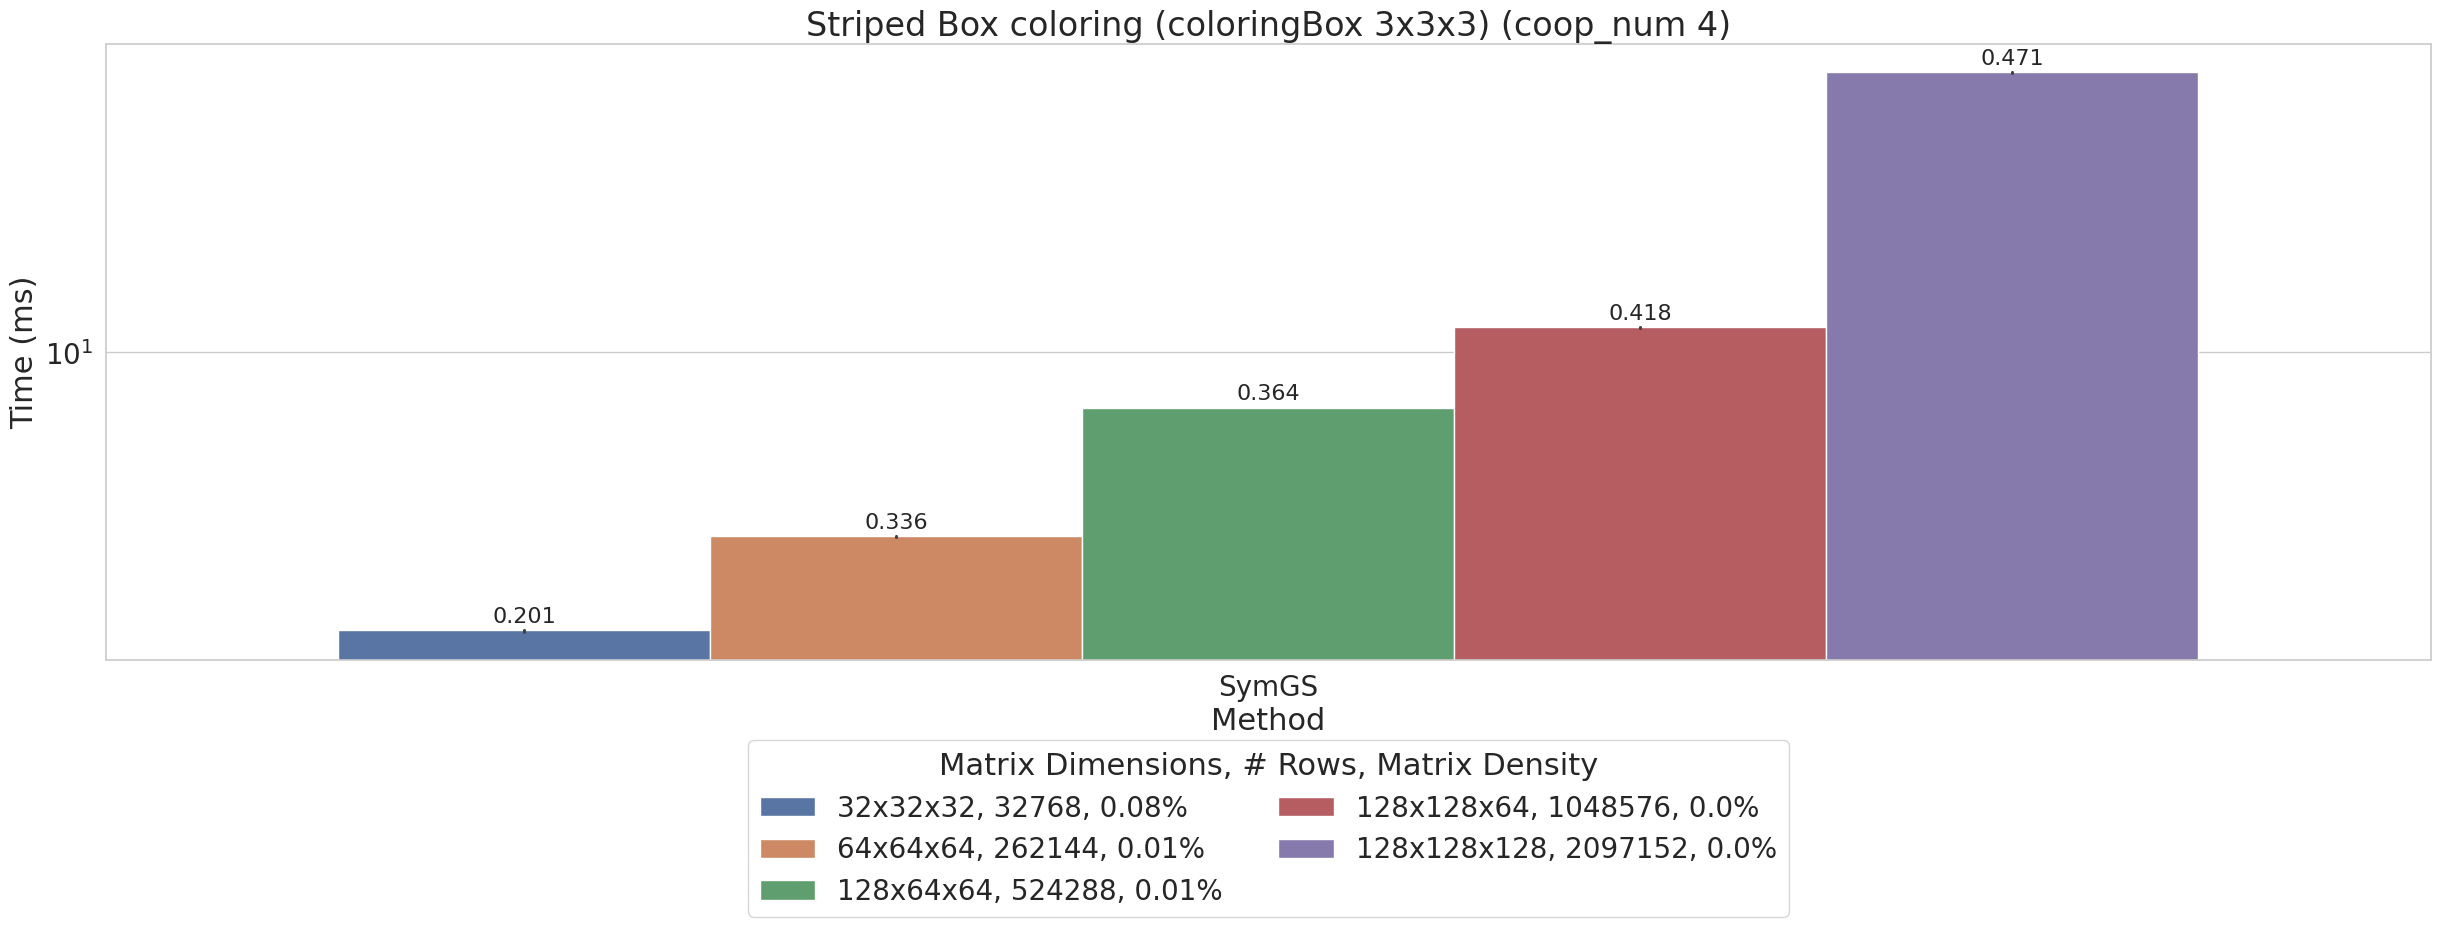 Striped Box coloring (coloringBox 3x3x3) (coop_num 4)
0.471
0.418
10¹
0.364
0.336
0.201
Time (ms)
SymGS
Method
Matrix Dimensions, # Rows, Matrix Density
32x32x32, 32768, 0.08%
64x64x64, 262144, 0.01%
128x64x64, 524288, 0.01%
128x128x64, 1048576, 0.0%
128x128x128, 2097152, 0.0%